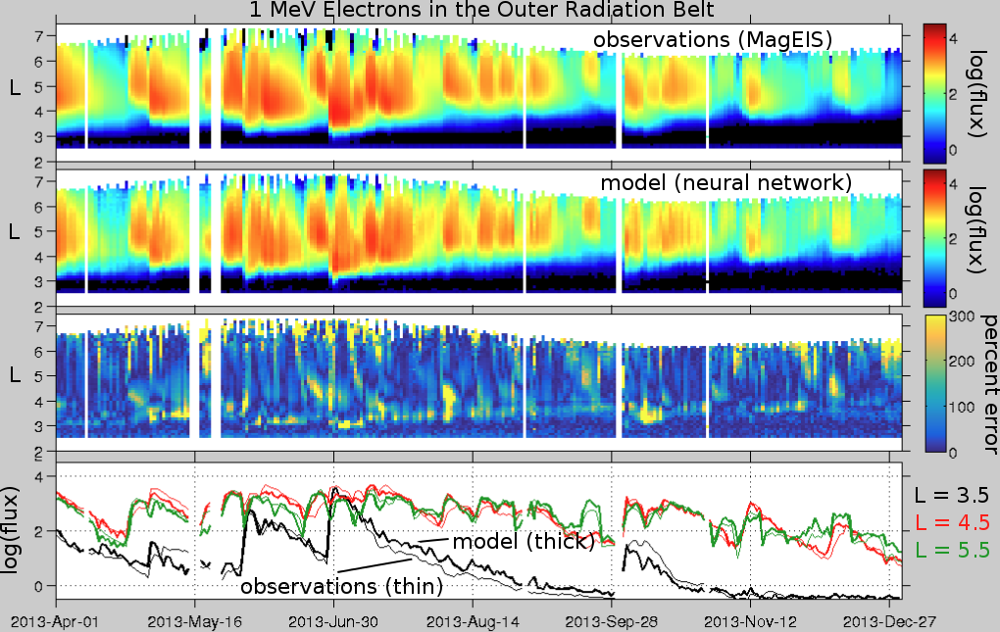 1 MeV Electrons in the Outer Radiation Belt
observations (MagEIS)
L
7
6
5
4
3
2
log(flux)
4
2
0
model (neural network)
L
7
6
5
4
3
2
log(flux)
4
2
0
L
7
6
5
4
3
2
percent error
300
200
100
0
log(flux)
4
2
0
model (thick)
observations (thin)
L = 3.5
L = 4.5
L = 5.5
2013-Apr-01 2013-May-16 2013-Jun-30 2013-Aug-14 2013-Sep-28 2013-Nov-12 2013-Dec-27